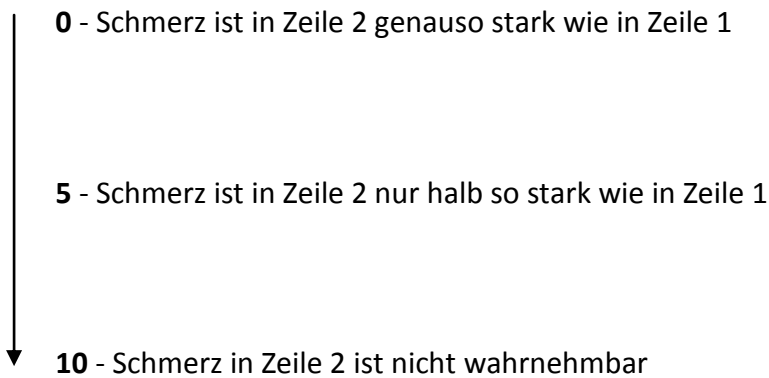 0 - Schmerz ist in Zeile 2 genauso stark wie in Zeile 1
5 - Schmerz ist in Zeile 2 nur halb so stark wie in Zeile 1
10 - Schmerz in Zeile 2 ist nicht wahrnehmbar